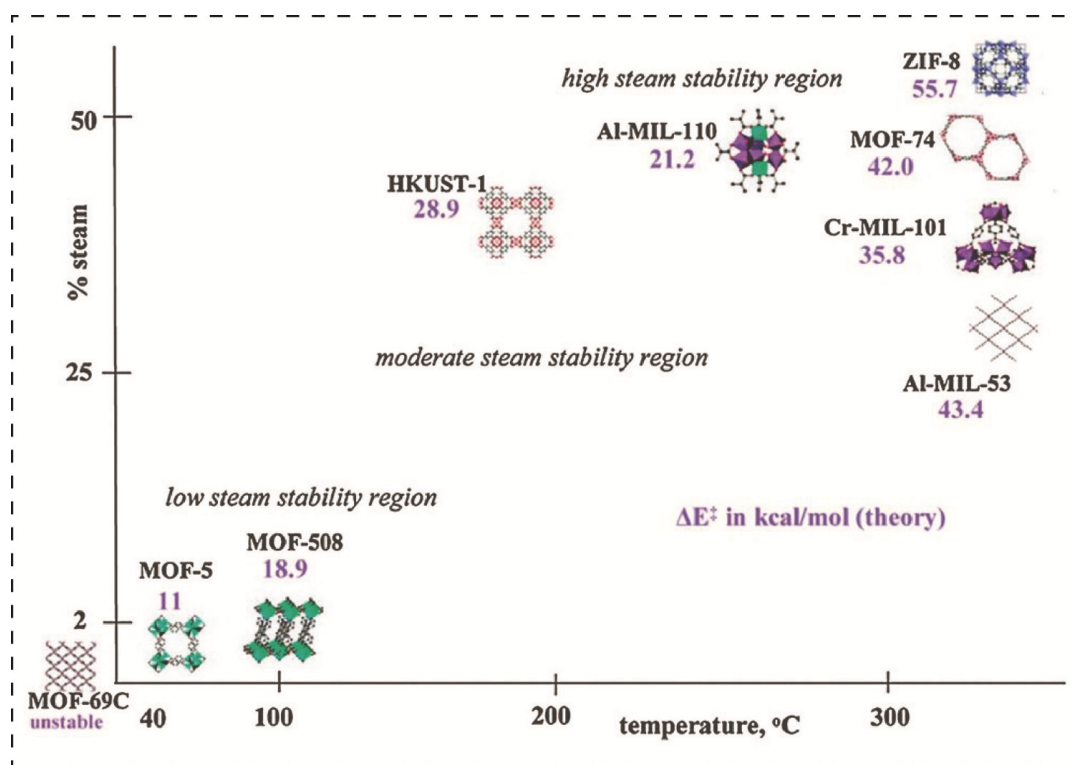 ZIF-8
55.7
high steam stability region
50
Al-MIL-110
21.2
MOF-74
42.0
HKUST-1
28.9
% steam
Cr-MIL-101
35.8
moderate steam stability region
25
Al-MIL-53
43.4
low steam stability region
ΔE‡ in kcal/mol (theory)
MOF-508
18.9
MOF-5
11
2
MOF-69C
unstable
40
100
200
temperature, °C
300